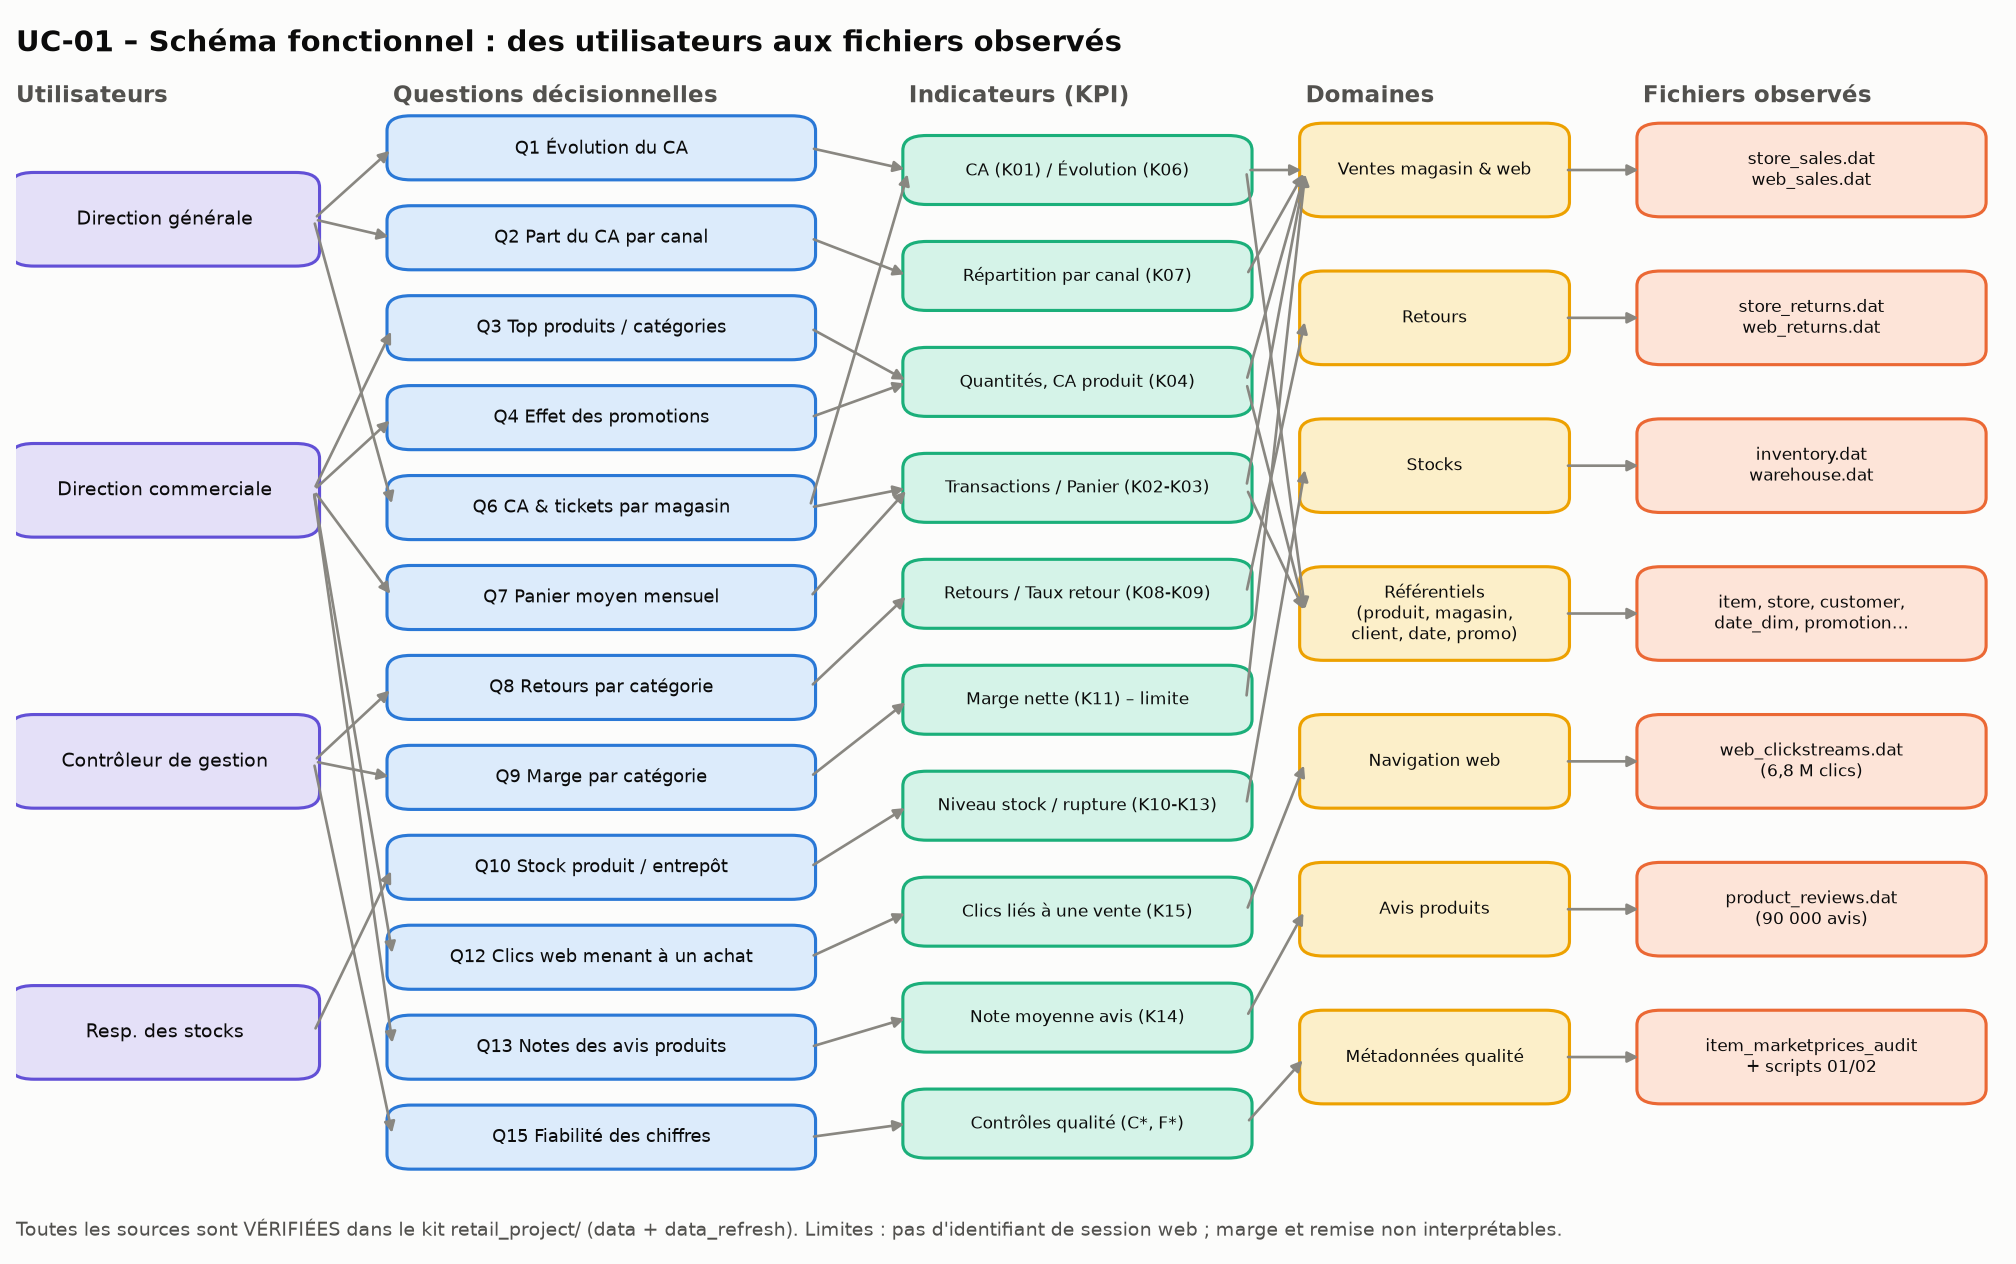 UC-01 – Schéma fonctionnel : des utilisateurs aux fichiers observés
Utilisateurs
Questions décisionnelles
Indicateurs (KPI)
Domaines
Fichiers observés
Direction générale
Direction commerciale
Contrôleur de gestion
Resp. des stocks
Q1 Évolution du CA
Q2 Part du CA par canal
Q3 Top produits / catégories
Q4 Effet des promotions
Q6 CA & tickets par magasin
Q7 Panier moyen mensuel
Q8 Retours par catégorie
Q9 Marge par catégorie
Q10 Stock produit / entrepôt
Q12 Clics web menant à un achat
Q13 Notes des avis produits
Q15 Fiabilité des chiffres
CA (K01) / Évolution (K06)
Répartition par canal (K07)
Quantités, CA produit (K04)
Transactions / Panier (K02-K03)
Retours / Taux retour (K08-K09)
Marge nette (K11) – limite
Niveau stock / rupture (K10-K13)
Clics liés à une vente (K15)
Note moyenne avis (K14)
Contrôles qualité (C*, F*)
Ventes magasin & web
Retours
Stocks
Référentiels
(produit, magasin,
client, date, promo)
Navigation web
Avis produits
Métadonnées qualité
store_sales.dat
web_sales.dat
store_returns.dat
web_returns.dat
inventory.dat
warehouse.dat
item, store, customer,
date_dim, promotion...
web_clickstreams.dat
(6,8 M clics)
product_reviews.dat
(90 000 avis)
item_marketprices_audit
+ scripts 01/02
Toutes les sources sont VÉRIFIÉES dans le kit retail_project/ (data + data_refresh). Limites : pas d'identifiant de session web ; marge et remise non interprétables.